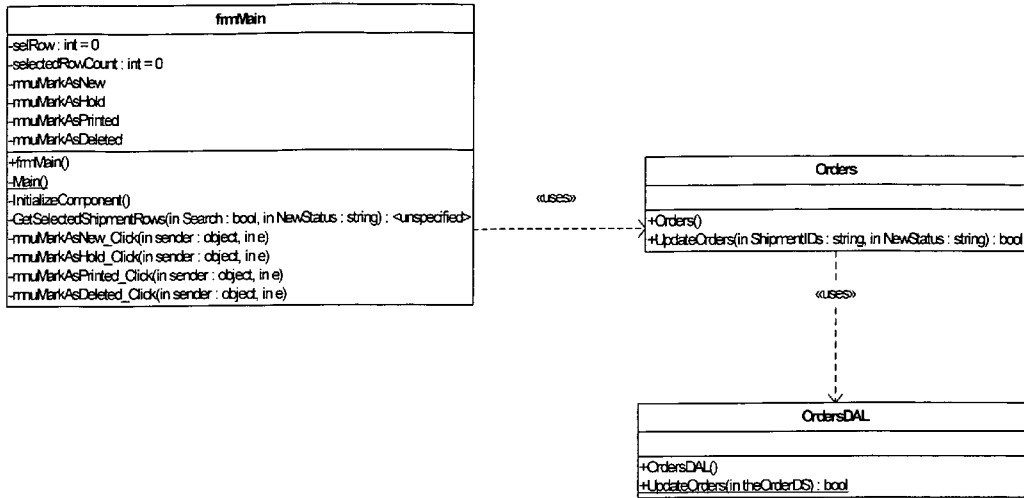 frmMain
-selRow : int = 0
-selectedRowCount : int = 0
-mnuMarkAsNew
-mnuMarkAsHold
-mnuMarkAsPrinted
-mnuMarkAsDeleted
+frmMain()
-Main()
-InitializeComponent()
-GetSelectedShipmentRows(in Search : bool, in NewStatus : string) : <unspecified>
-mnuMarkAsNew_Click(in sender : object, in e)
-mnuMarkAsHold_Click(in sender : object, in e)
-mnuMarkAsPrinted_Click(in sender : object, in e)
-mnuMarkAsDeleted_Click(in sender : object, in e)
«uses»
Orders
+Orders()
+UpdateOrders(in ShipmentIDs : string, in NewStatus : string) : bool
«uses»
OrdersDAL
+OrdersDAL()
+UpdateOrders(in theOrderDS) : bool